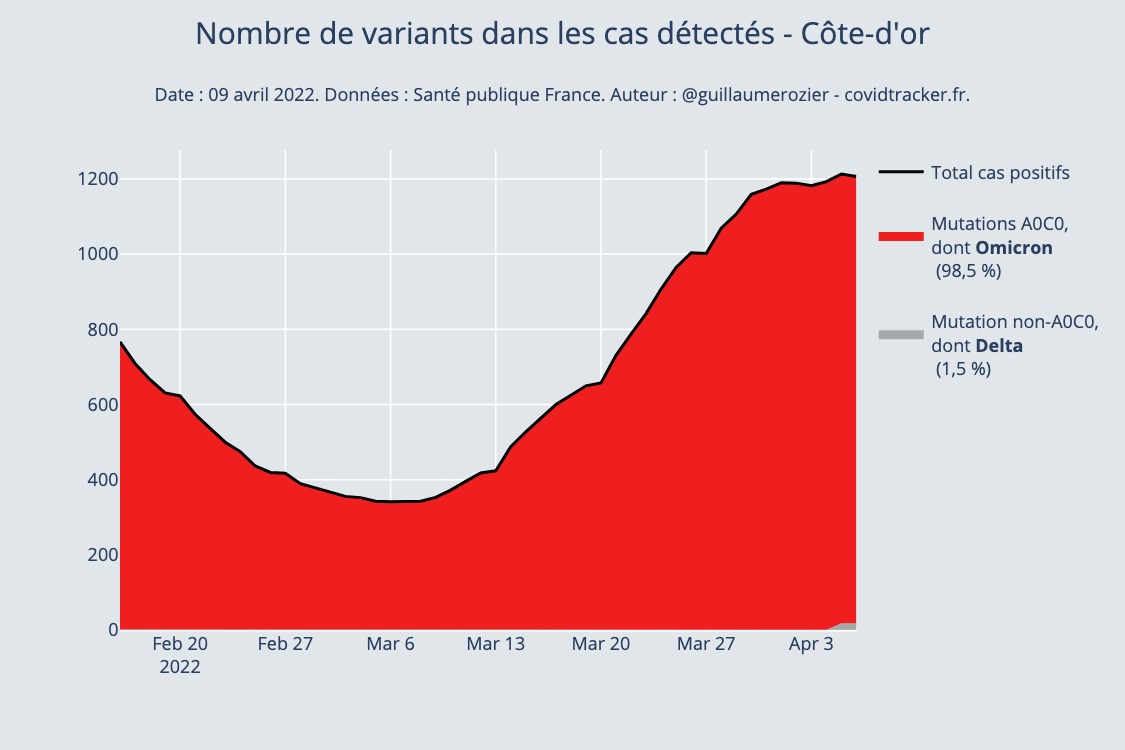 Nombre de variants dans les cas détectés - Côte-d'or
Date : 09 avril 2022. Données : Santé publique France. Auteur : @guillaumerozier - covidtracker.fr.
1200
1000
800
600
400
200
0
Feb 20
2022
Feb 27
Mar 6
Mar 13
Mar 20
Mar 27
Apr 3
Total cas positifs
Mutations A0C0,
dont Omicron
(98,5 %)
Mutation non-A0C0,
dont Delta
(1,5 %)